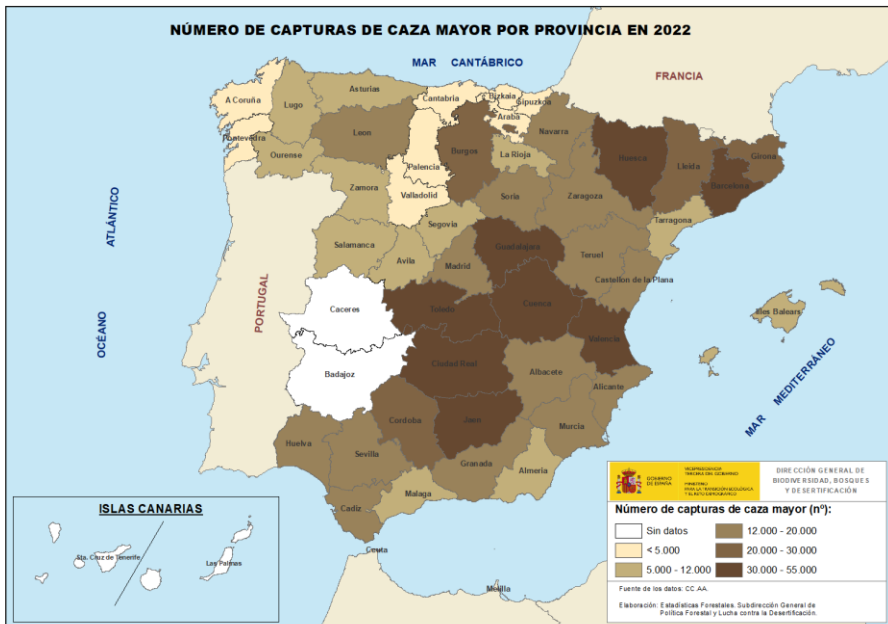 NÚMERO DE CAPTURAS DE CAZA MAYOR POR PROVINCIA EN 2022
MAR CANTÁBRICO
FRANCIA
A Coruña
Lugo
Asturias
Cantabria
Bizkaia
Gipuzkoa
Araba
Navarra
Pontevedra
Ourense
Leon
Palencia
Burgos
La Rioja
Huesca
Lleida
Girona
Barcelona
Zamora
Valladolid
Soria
Zaragoza
Tarragona
Segovia
Salamanca
Avila
Madrid
Guadalajara
Teruel
Castellon de la Plana
OCÉANO ATLÁNTICO
PORTUGAL
Caceres
Toledo
Cuenca
Valencia
Illes Balears
Badajoz
Ciudad Real
Albacete
Alicante
MAR MEDITERRÁNEO
Cordoba
Jaen
Murcia
Huelva
Sevilla
Granada
Almeria
Malaga
Cadiz
Ceuta
Melilla
ISLAS CANARIAS
Sta. Cruz de Tenerife
Las Palmas
GOBIERNO
DE ESPAÑA
VICEPRESIDENCIA
TERCERA DEL GOBIERNO
MINISTERIO
PARA LA TRANSICIÓN ECOLÓGICA
Y EL RETO DEMOGRÁFICO
DIRECCIÓN GENERAL DE
BIODIVERSIDAD, BOSQUES
Y DESERTIFICACIÓN
Número de capturas de caza mayor (nº):
Sin datos
< 5.000
5.000 - 12.000
12.000 - 20.000
20.000 - 30.000
30.000 - 55.000
Fuente de los datos: CC.AA.
Elaboración: Estadísticas Forestales. Subdirección General de
Política Forestal y Lucha contra la Desertificación.